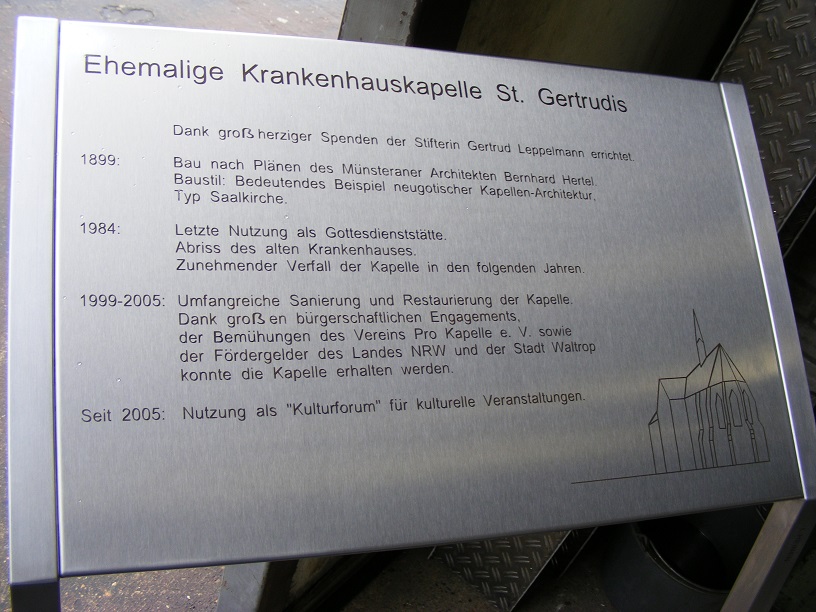 Ehemalige Krankenhauskapelle St. Gertrudis
Dank großherziger Spenden der Stifterin Gertrud Leppelmann errichtet.
1899: Bau nach Plänen des Münsteraner Architekten Bernhard Hertel.
Baustil: Bedeutendes Beispiel neugotischer Kapellen-Architektur,
Typ Saalkirche.
1984: Letzte Nutzung als Gottesdienststätte.
Abriss des alten Krankenhauses.
Zunehmender Verfall der Kapelle in den folgenden Jahren.
1999-2005: Umfangreiche Sanierung und Restaurierung der Kapelle.
Dank großen bürgerschaftlichen Engagements,
der Bemühungen des Vereins Pro Kapelle e. V. sowie
der Fördergelder des Landes NRW und der Stadt Waltrop
konnte die Kapelle erhalten werden.
Seit 2005: Nutzung als "Kulturforum" für kulturelle Veranstaltungen.